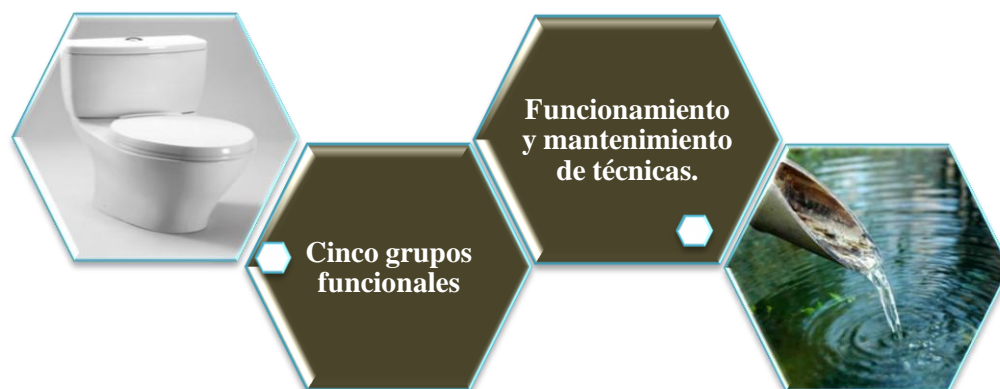 Funcionamiento
y mantenimiento
de técnicas.
Cinco grupos
funcionales